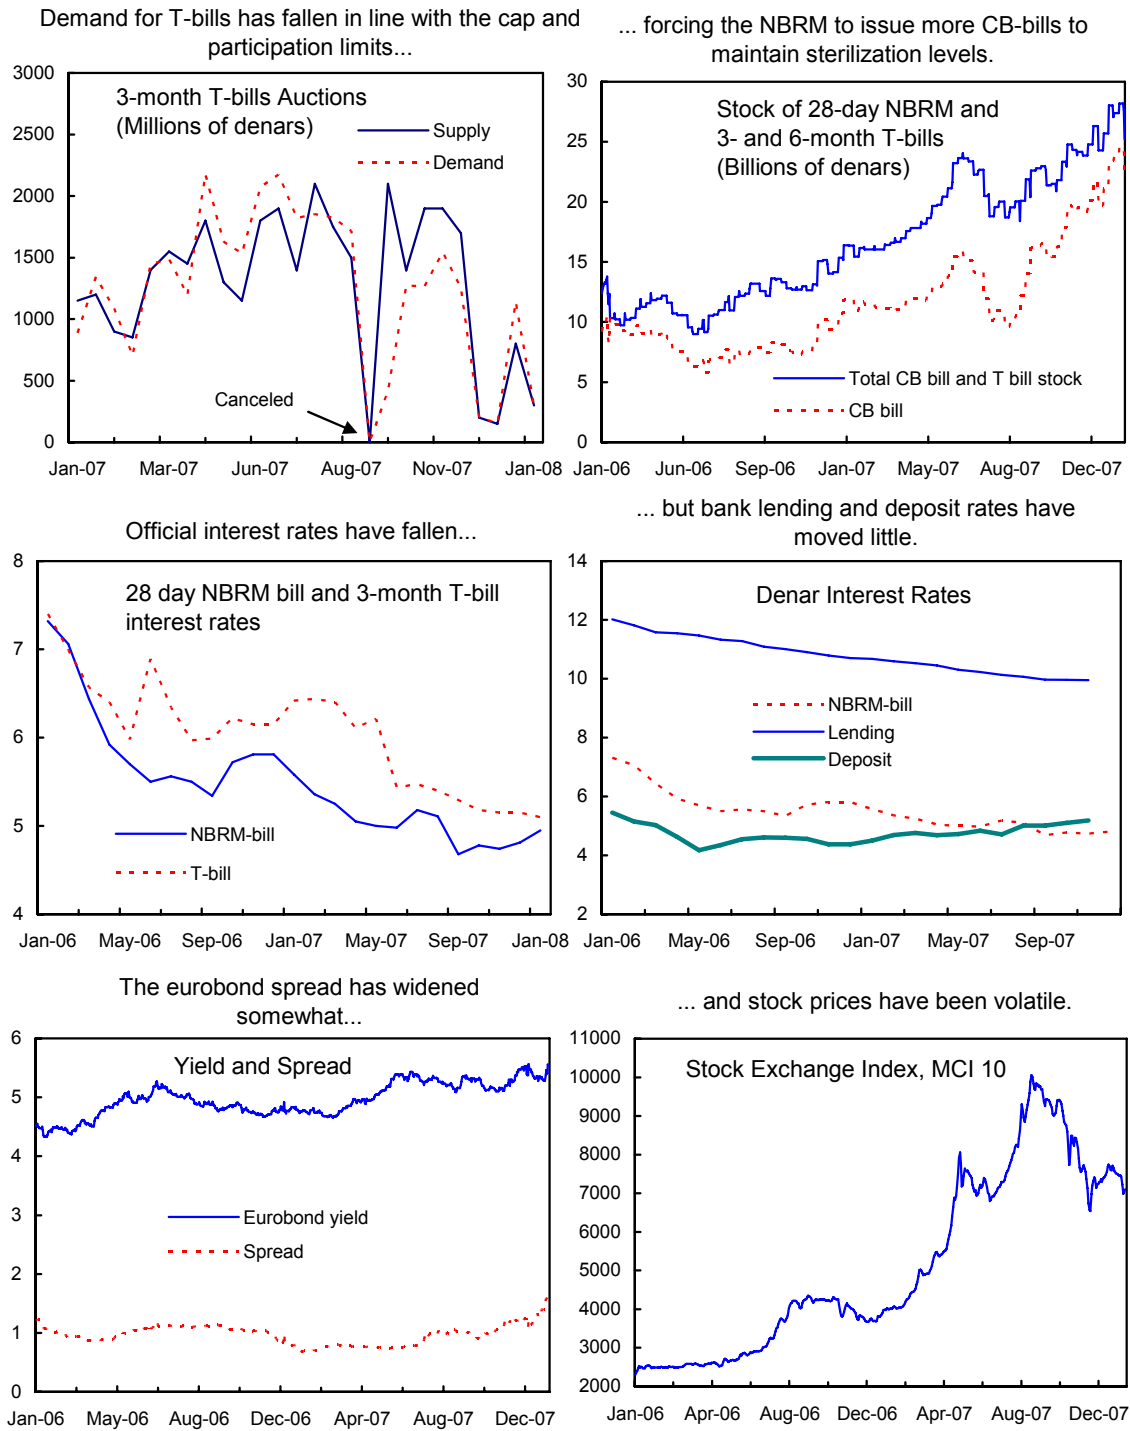 Demand for T-bills has fallen in line with the cap and
participation limits...
3000
2500
2000
1500
1000
500
0
3-month T-bills Auctions
(Millions of denars)
Supply
Demand
Canceled
Jan-07 Mar-07 Jun-07 Aug-07 Nov-07 Jan-08
... forcing the NBRM to issue more CB-bills to
maintain sterilization levels.
30
25
20
15
10
5
0
Stock of 28-day NBRM and
3- and 6-month T-bills
(Billions of denars)
Total CB bill and T bill stock
CB bill
Jan-06 Jun-06 Sep-06 Jan-07 May-07 Aug-07 Dec-07
Official interest rates have fallen...
8
7
6
5
4
28 day NBRM bill and 3-month T-bill
interest rates
NBRM-bill
T-bill
Jan-06 May-06 Sep-06 Jan-07 May-07 Sep-07 Jan-08
... but bank lending and deposit rates have
moved little.
14
12
10
8
6
4
2
Denar Interest Rates
NBRM-bill
Lending
Deposit
Jan-06 May-06 Sep-06 Jan-07 May-07 Sep-07
The eurobond spread has widened
somewhat...
6
5
4
3
2
1
0
Yield and Spread
Eurobond yield
Spread
Jan-06 May-06 Aug-06 Dec-06 Apr-07 Aug-07 Dec-07
... and stock prices have been volatile.
11000
10000
9000
8000
7000
6000
5000
4000
3000
2000
Stock Exchange Index, MCI 10
Jan-06 Apr-06 Aug-06 Dec-06 Apr-07 Aug-07 Dec-07